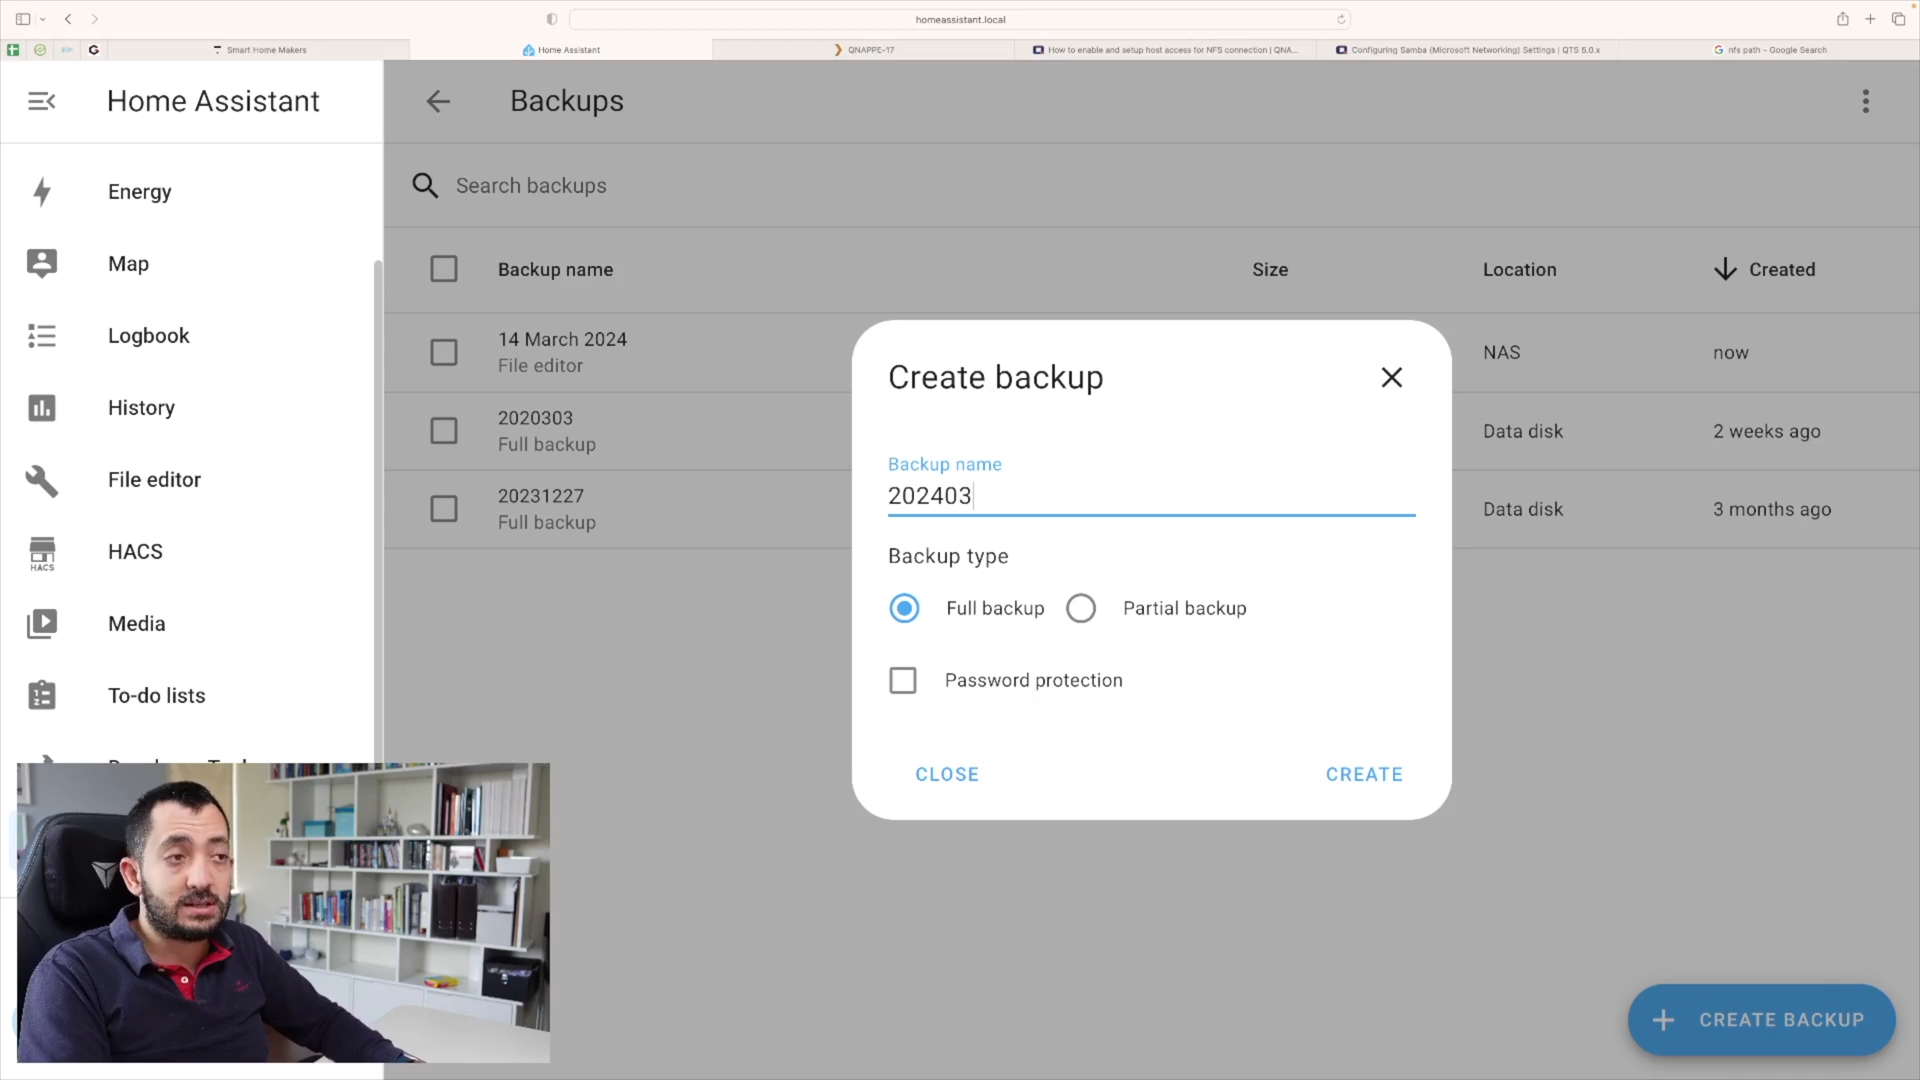 homeassistant.local
Smart Home Makers
Home Assistant
QNAPPE-17
How to enable and setup host access for NFS connection | QNA...
Configuring Samba (Microsoft Networking) Settings | QTS 5.0.x
nfs path - Google Search
Home Assistant
Backups
Energy
Map
Logbook
History
File editor
HACS
HACS
Media
To-do lists
Search backups
Backup name
Size
Location
Created
14 March 2024
File editor
NAS
now
2020303
Full backup
Data disk
2 weeks ago
20231227
Full backup
Data disk
3 months ago
Create backup
Backup name
202403
Backup type
Full backup
Partial backup
Password protection
CLOSE
CREATE
CREATE BACKUP